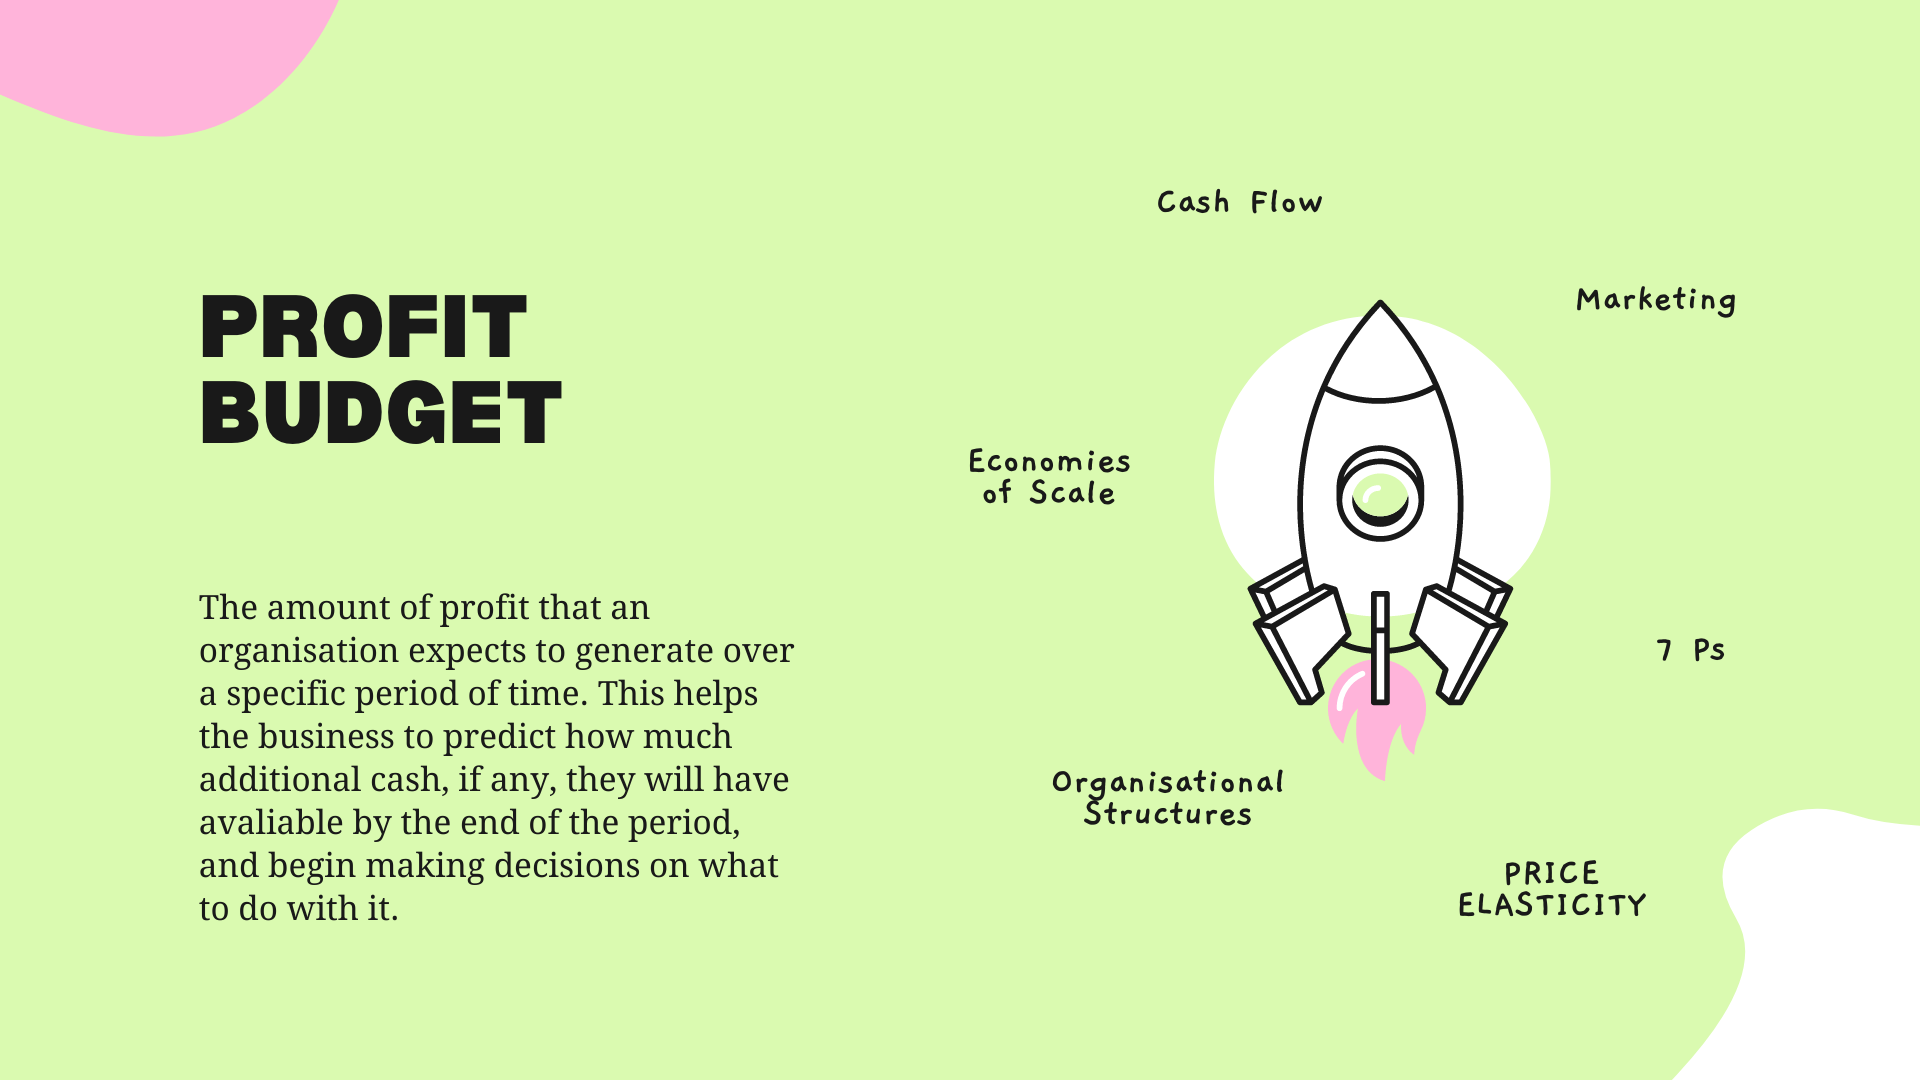 PROFIT
BUDGET
The amount of profit that an
organisation expects to generate over
a specific period of time. This helps
the business to predict how much
additional cash, if any, they will have
avaliable by the end of the period,
and begin making decisions on what
to do with it.
Cash Flow
Marketing
Economies
of Scale
7 Ps
Organisational
Structures
PRICE
ELASTICITY